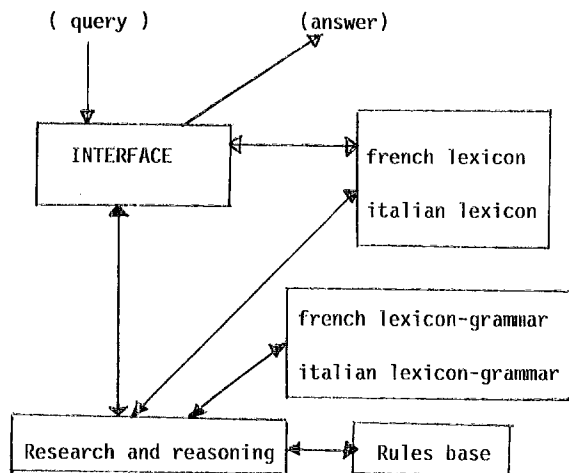 ( query )
(answer)
INTERFACE
french lexicon
italian lexicon
french lexicon-grammar
italian lexicon-grammar
Research and reasoning
Rules base